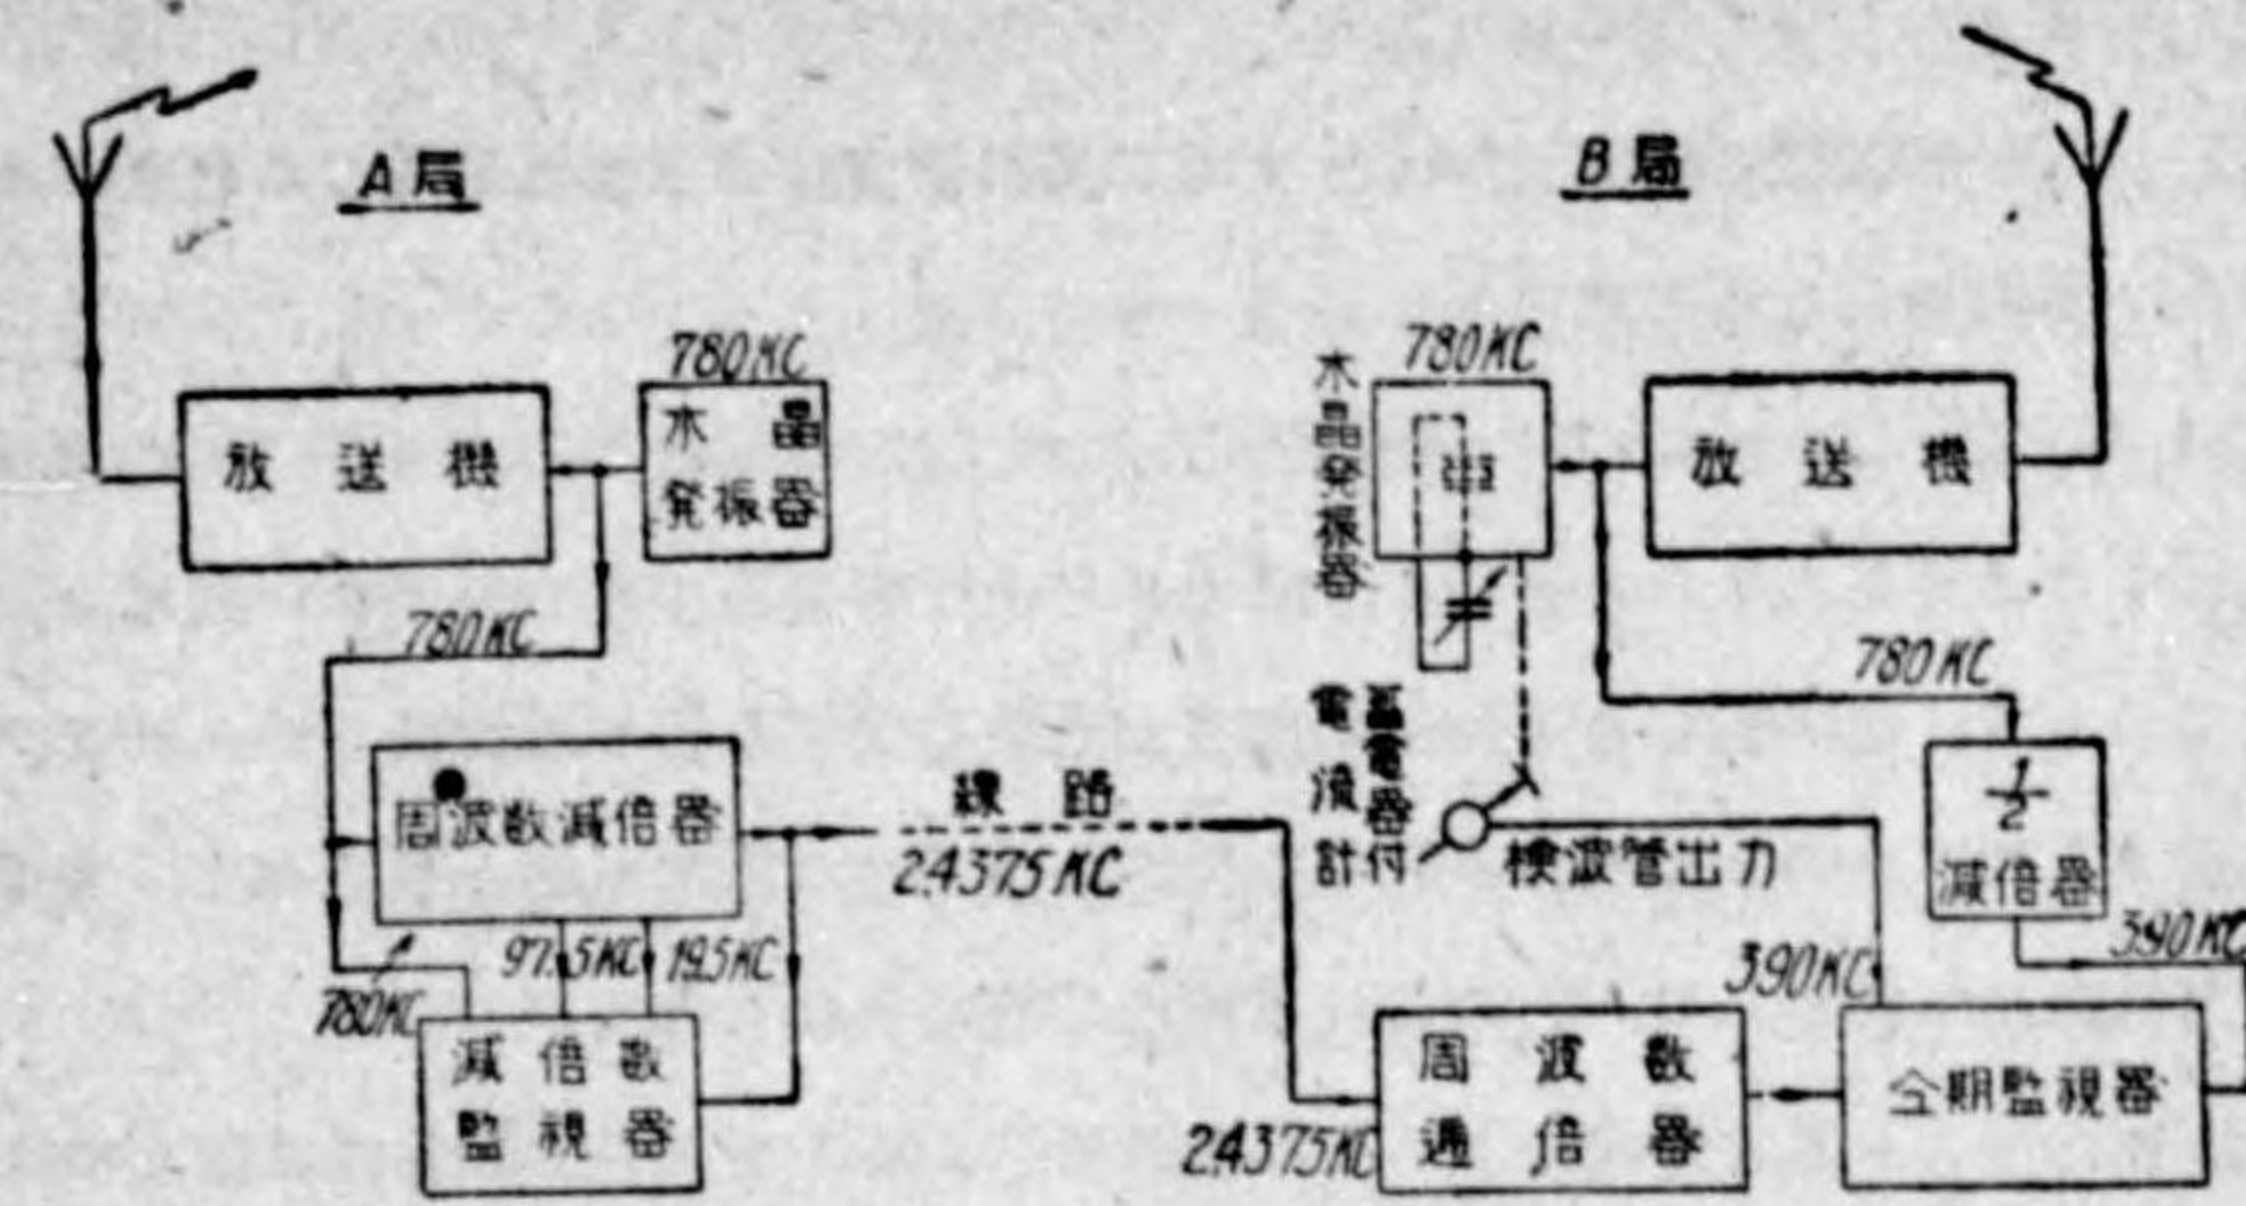 A局
780KC
放送機
水晶
発振器
780KC
周波数減倍器
97.5KC
19.5KC
780KC
減倍数
監視器
線路
2.4375KC
B局
水晶発振器
780KC
放送機
780KC
蓄電器付
電流計
検波管出力
1/2
減倍器
390KC
390KC
周波数
逓倍器
2.4375KC
仝期監視器